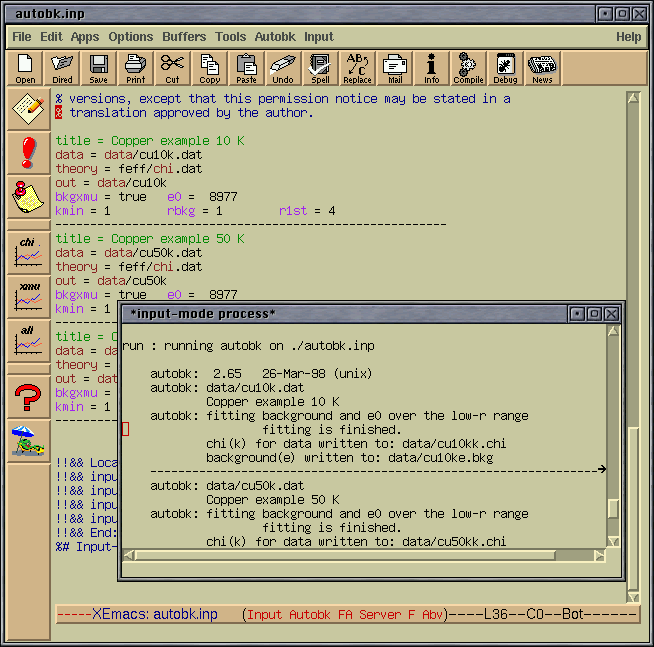 autobk.inp
File Edit Apps Options Buffers Tools Autobk Input Help
Open Dired Save Print Cut Copy Paste Undo Spell Replace Mail Info Compile Debug News
% versions, except that this permission notice may be stated in a
% translation approved by the author.
title = Copper example 10 K
data = data/cu10k.dat
theory = feff/chi.dat
out = data/cu10k
bkgxmu = true e0 = 8977
kmin = 1 rbkg = 1 r1st = 4
--------------------------------------------------------
title = Copper example 50 K
data = data/cu50k.dat
theory = feff/chi.dat
out = data/cu50k
bkgxmu = true e0 = 8977
kmin = 1
title = C
data = da
theory =
out = dat
bkgxmu =
kmin = 1
!!&& Loca
!!&& inpu
!!&& inpu
!!&& inpu
!!&& inpu
!!&& End:
%# Input-
chi
xmu
all
*input-mode process*
run : running autobk on ./autobk.inp
autobk: 2.65 26-Mar-98 (unix)
autobk: data/cu10k.dat
Copper example 10 K
autobk: fitting background and e0 over the low-r range
fitting is finished.
chi(k) for data written to: data/cu10kk.chi
background(e) written to: data/cu10ke.bkg
---------------------------------------------------------------->
autobk: data/cu50k.dat
Copper example 50 K
autobk: fitting background and e0 over the low-r range
fitting is finished.
chi(k) for data written to: data/cu50kk.chi
-----XEmacs: autobk.inp (Input Autobk FA Server F Abv)----L36--C0--Bot------